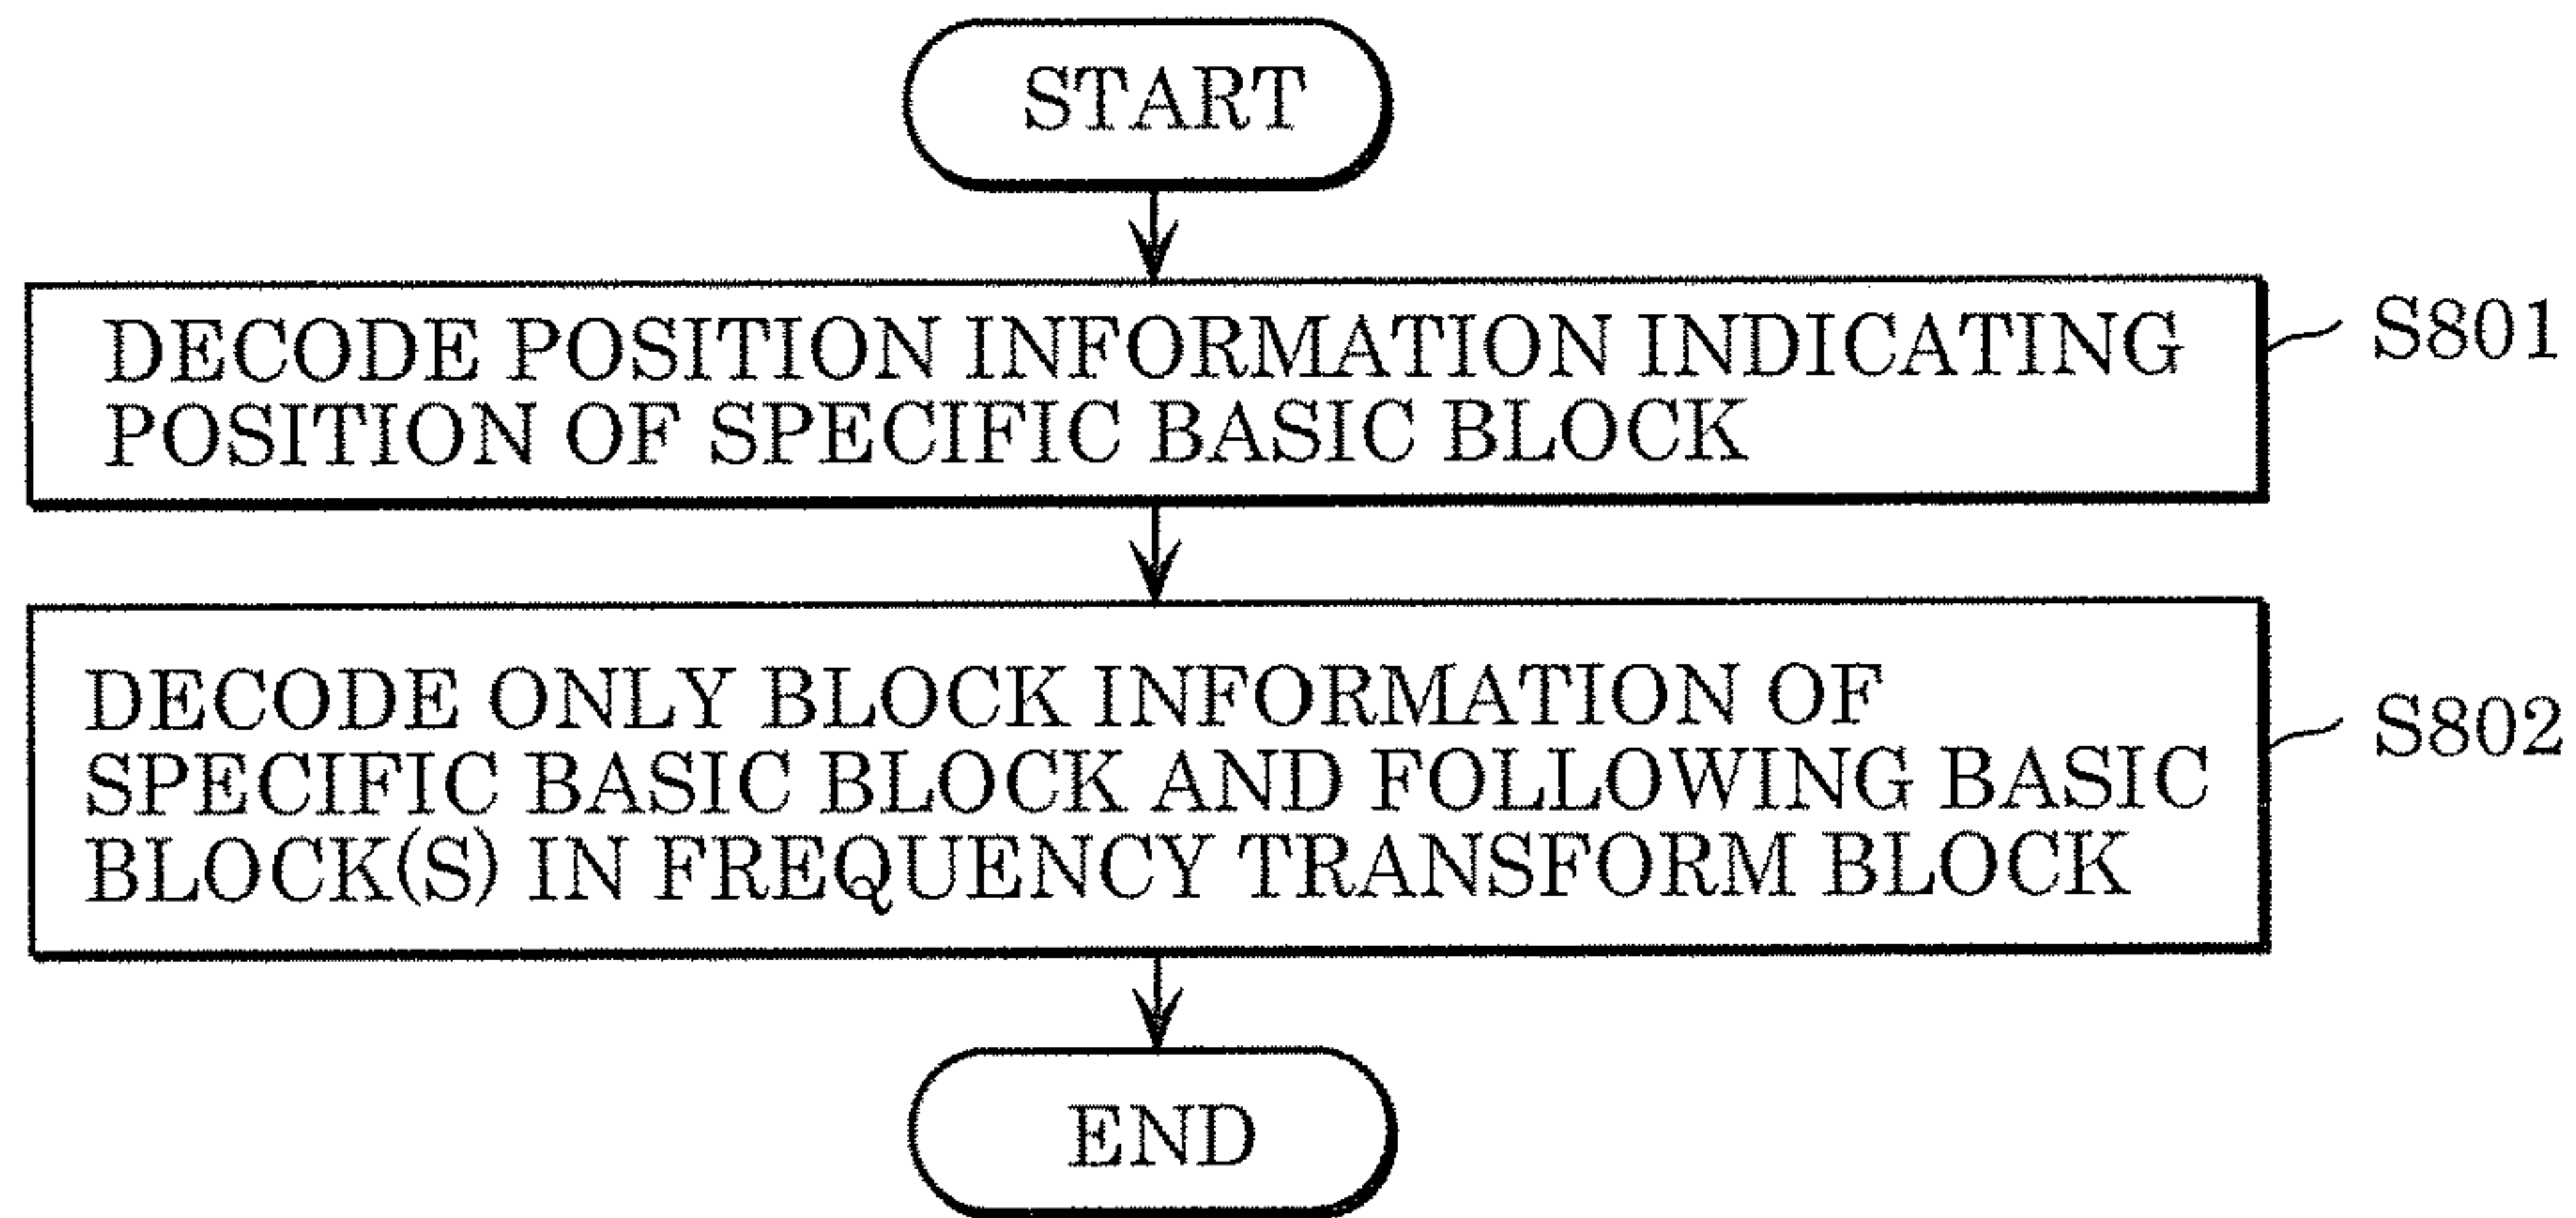 START
DECODE POSITION INFORMATION INDICATING
POSITION OF SPECIFIC BASIC BLOCK
S801
DECODE ONLY BLOCK INFORMATION OF
SPECIFIC BASIC BLOCK AND FOLLOWING BASIC
BLOCK(S) IN FREQUENCY TRANSFORM BLOCK
S802
END